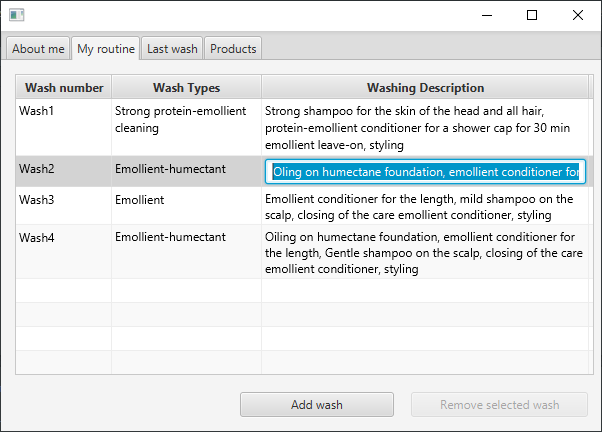 About me
My routine
Last wash
Products
Wash number
Wash Types
Washing Description
Wash1
Strong protein-emollient
cleaning
Strong shampoo for the skin of the head and all hair,
protein-emollient conditioner for a shower cap for 30 min
emollient leave-on, styling
Wash2
Emollient-humectant
Oling on humectane foundation, emollient conditioner for
Wash3
Emollient
Emollient conditioner for the length, mild shampoo on the
scalp, closing of the care emollient conditioner, styling
Wash4
Emollient-humectant
Oiling on humectane foundation, emollient conditioner for
the length, Gentle shampoo on the scalp, closing of the care
emollient conditioner, styling
Add wash
Remove selected wash